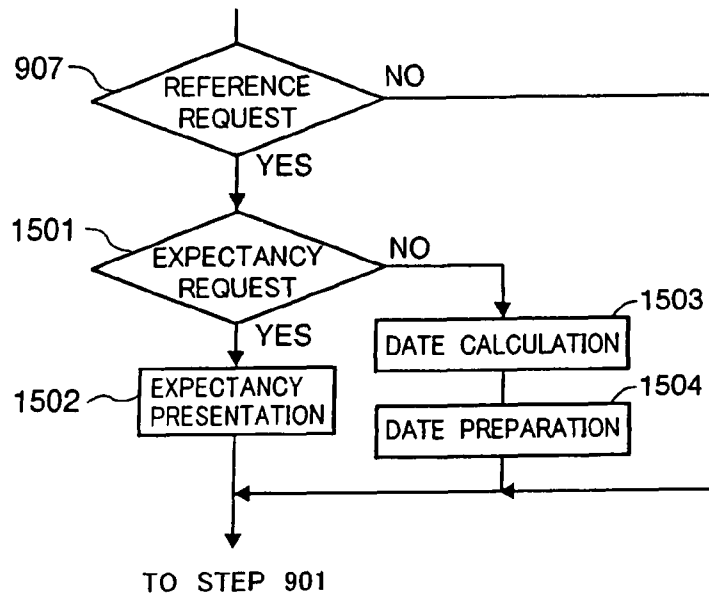 907
REFERENCE
REQUEST
NO
YES
1501
EXPECTANCY
REQUEST
NO
YES
1503
DATE CALCULATION
1502
EXPECTANCY
PRESENTATION
1504
DATE PREPARATION
TO STEP 901